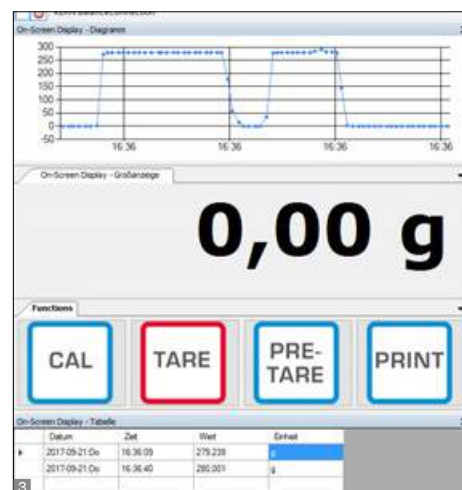 On-Screen Display - Diagramm
300
250
200
150
100
50
0
-50
16:36 16:36 16:36 16:36
On-Screen Display - Großanzeige
0,00 g
Functions
CAL TARE PRE-TARE PRINT
On-Screen Display - Tabelle
Datum Zeit Wert Einheit
2017-09-21 Do 16:36:09 279,239 g
2017-09-21 Do 16:36:40 280,001 g
3